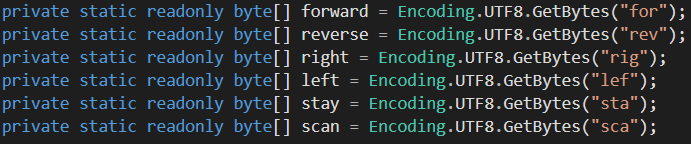 private static readonly byte[] forward = Encoding.UTF8.GetBytes("for");
private static readonly byte[] reverse = Encoding.UTF8.GetBytes("rev");
private static readonly byte[] right = Encoding.UTF8.GetBytes("rig");
private static readonly byte[] left = Encoding.UTF8.GetBytes("lef");
private static readonly byte[] stay = Encoding.UTF8.GetBytes("sta");
private static readonly byte[] scan = Encoding.UTF8.GetBytes("sca");